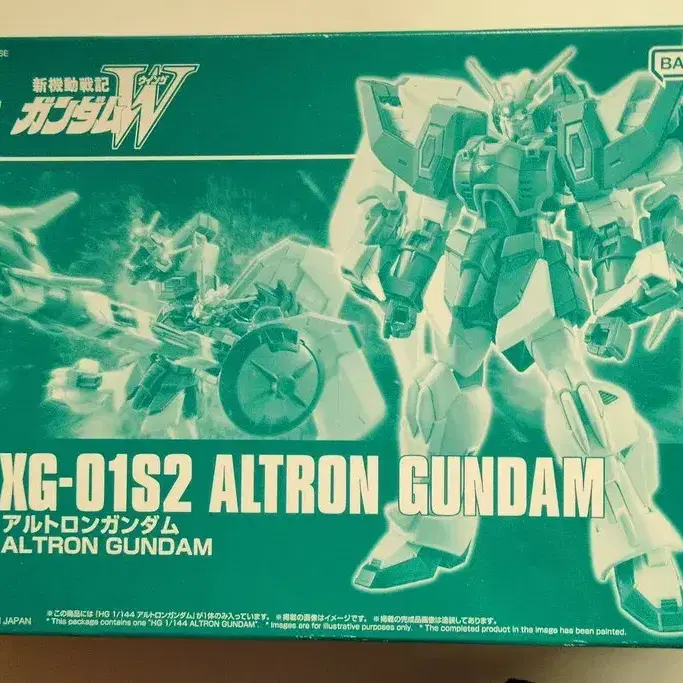 SE
新機動戦記
ガンダムW
ウイング
BA
XG-01S2 ALTRON GUNDAM
アルトロンガンダム
ALTRON GUNDAM
※この商品には「HG 1/144 アルトロンガンダム」が1体のみ入っています。 ※掲載の画像はイメージです。 ※掲載の完成品画像は塗装してあります。
* This package contains one "HG 1/144 ALTRON GUNDAM". * Images are for illustrative purposes only. * The completed product in the image has been painted.
JAPAN